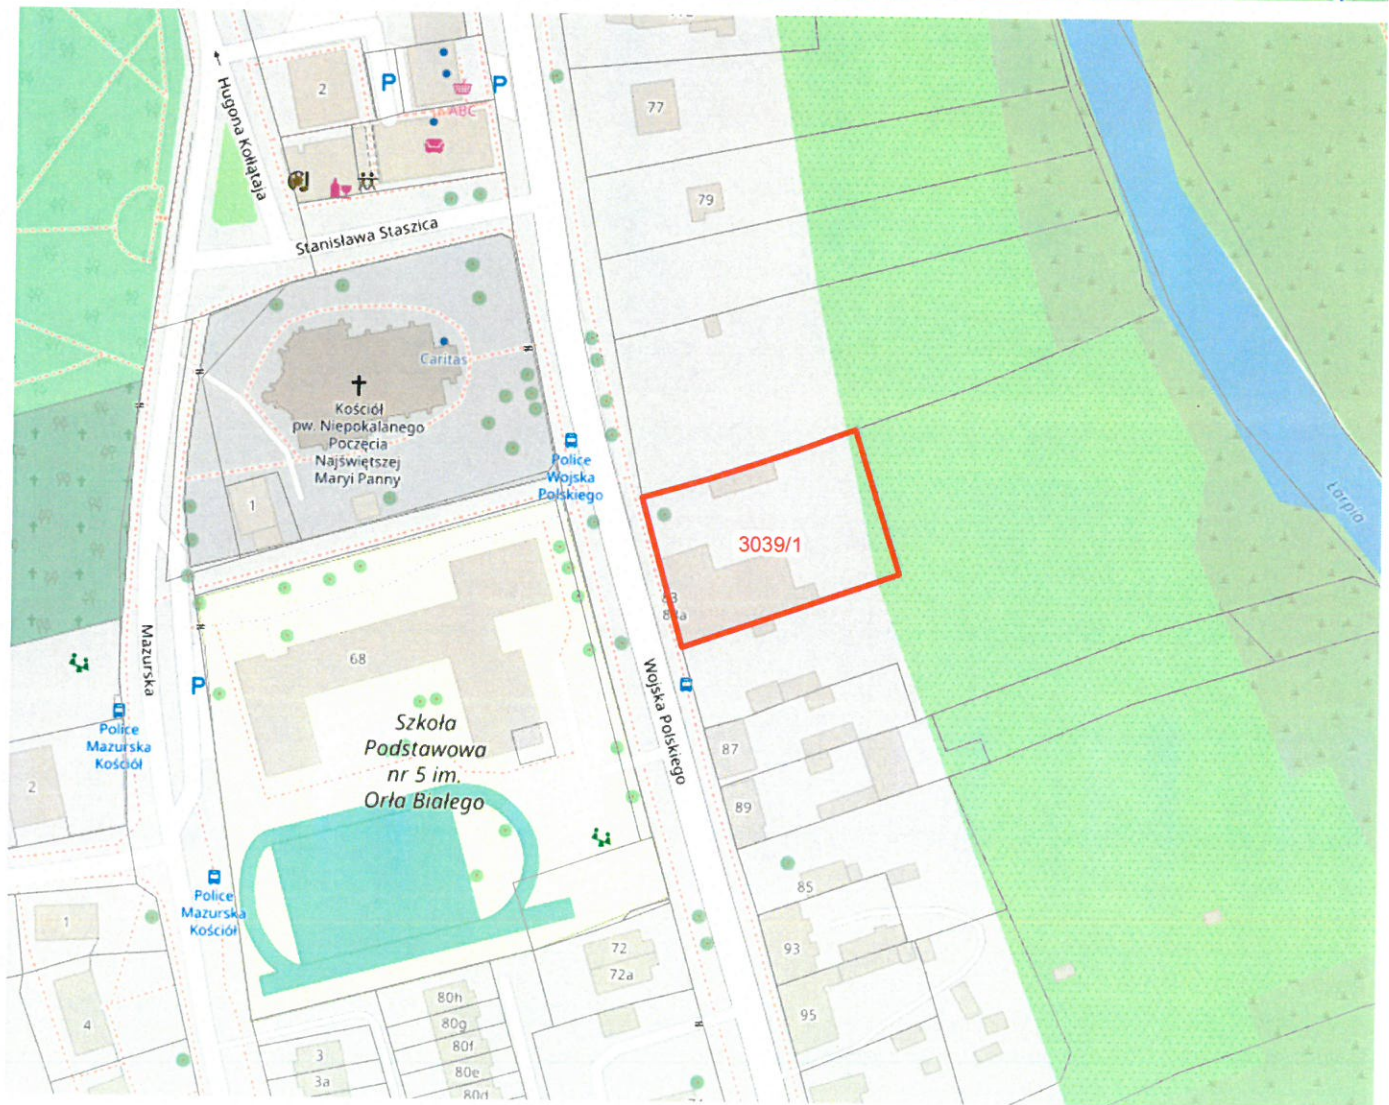 2
P
P
77
ABC
Hugona Kołłątaja
79
Stanisława Staszica
Caritas
Kościół
pw. Niepokalanego
Poczęcia
Najświętszej
Maryi Panny
Police
Wojska
Polskiego
1
Łarpia
3039/1
83
83a
68
Mazurska
P
Wojska Polskiego
Szkoła
Podstawowa
nr 5 im.
Orła Białego
Police
Mazurska
Kościół
2
87
89
85
Police
Mazurska
Kościół
1
93
72
72a
95
80h
80g
80f
80e
80d
4
3
3a